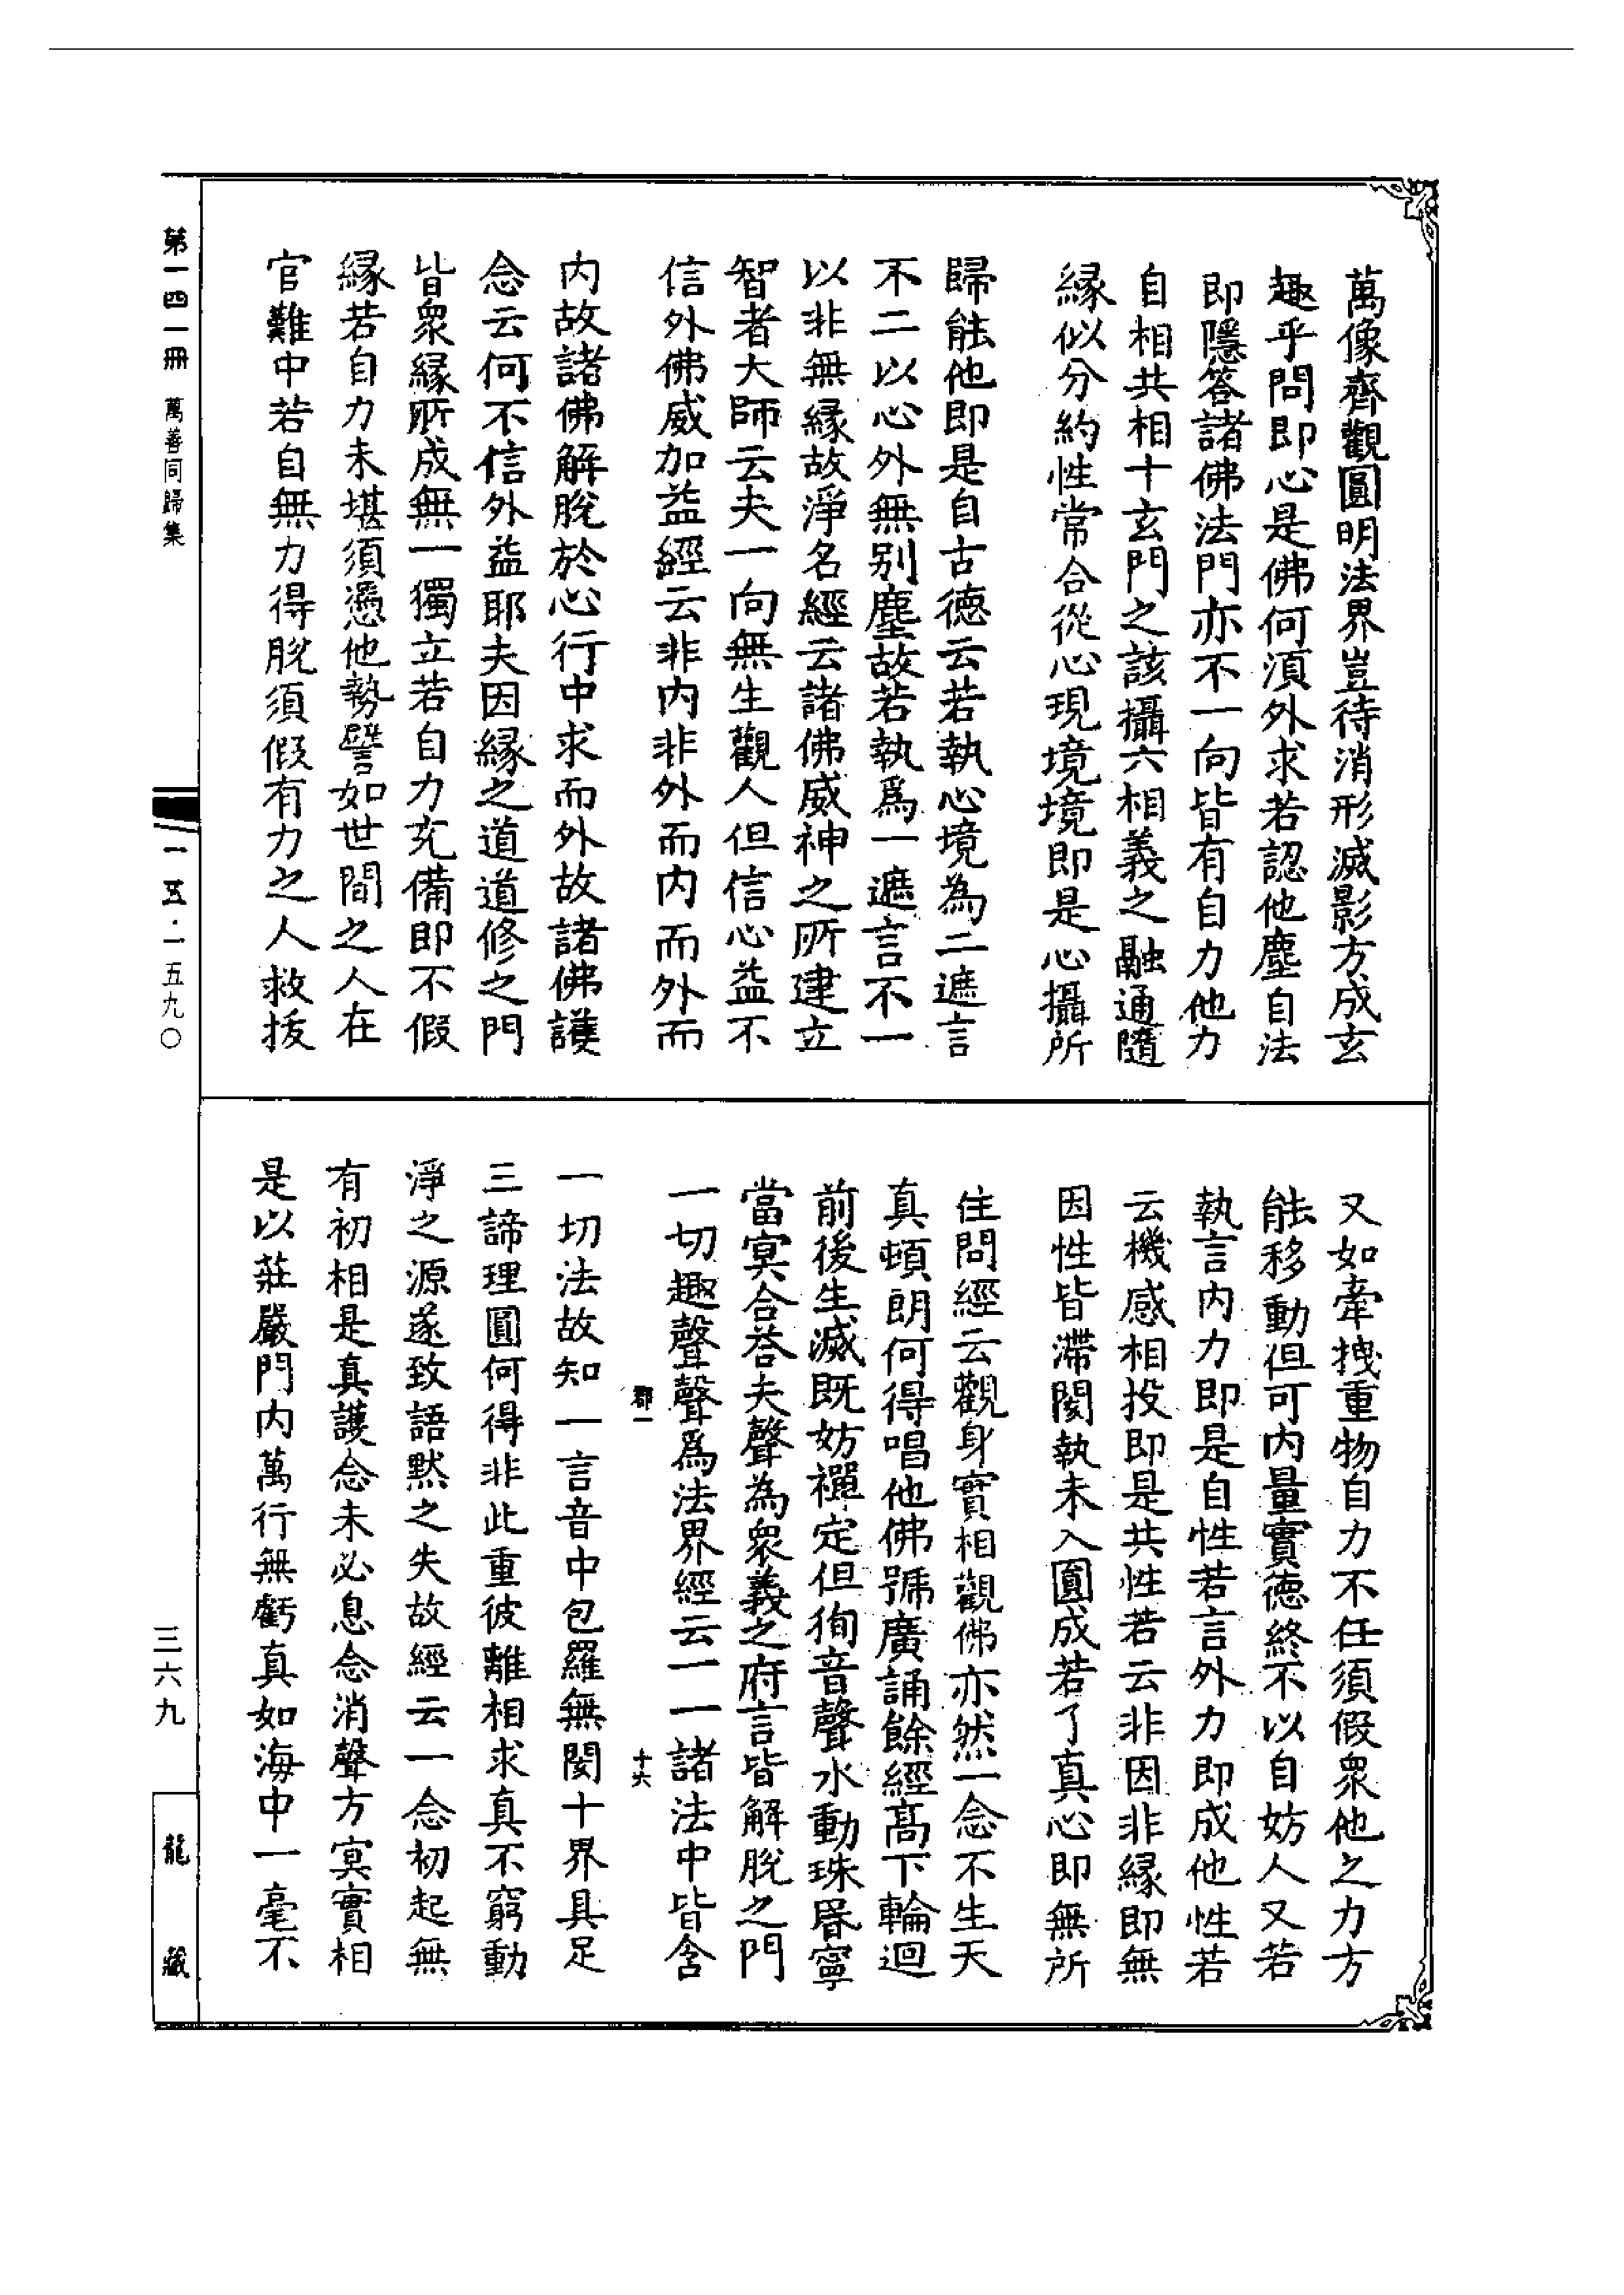 萬像齊觀圓明法界豈待消形滅影方成玄
趣乎問即心是佛何須外求若認他塵自法
即隱答諸佛法門亦不一向皆有自力他力
自相共相十玄門之該攝六相義之融通隨
緣似分約性常合從心現境境即是心攝所
歸能他即是自古德云若執心境為二遮言
不二以心外無別塵故若執爲一遮言不一
以非無緣故淨名經云諸佛威神之所建立
智者大師云夫一向無生觀人但信心益不
信外佛威加益經云非內非外而內而外而
內故諸佛解脫於心行中求而外故諸佛護
念云何不信外益耶夫因緣之道道修之門
皆衆緣所成無一獨立若自力充備即不假
緣若自力未堪須憑他勢譬如世間之人在
官難中若自無力得脫須假有力之人救拔
又如牽拽重物自力不任須假衆他之力方
能移動但可內量實德終不以自妨人又若
執言內力即是自性若言外力即成他性若
云機感相投即是共性若云非因非緣即無
因性皆滯閡執未入圓成若了真心即無所
住問經云觀身實相觀佛亦然一念不生天
真頓朗何得唱他佛號廣誦餘經高下輪迴
前後生滅既妨禪定但徇音聲水動珠昬寧
當冥合荅夫聲為衆義之府言皆解脫之門
一切趣聲聲爲法界經云一一諸法中皆含
郡一
十六
一切法故知一言音中包羅無閡十界具足
三諦理圓何得非此重彼離相求真不窮動
淨之源遂致語黙之失故經云一念初起無
有初相是真護念未必息念消聲方冥實相
是以莊嚴門內萬行無虧真如海中一毫不
第一四一冊
萬善同歸集
一五·一五九〇
三六九
龍藏